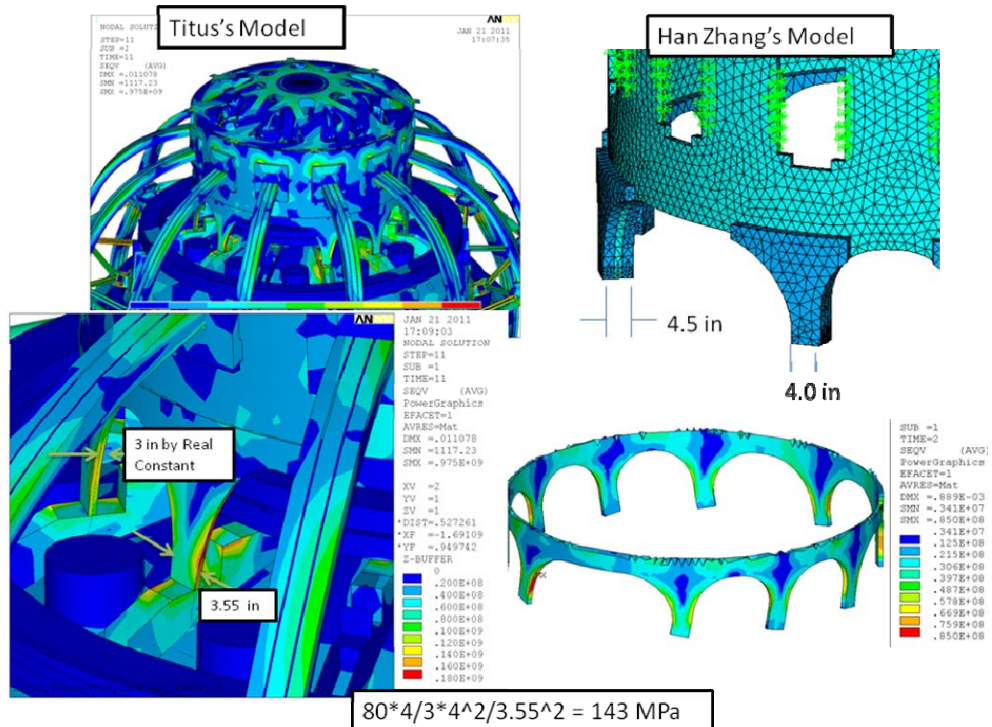 Titus's Model
Han Zhang's Model
NODAL SOLUTION
STEP=11
SUB =1
TIME=11
SEQV (AVG)
DMX =.011078
SMN =1117.23
SMX =.975E+09
AN
JAN 21 2011
17:07:35
4.5 in
4.0 in
3 in by Real
Constant
3.55 in
AN
JAN 21 2011
17:09:03
NODAL SOLUTION
STEP=11
SUB =1
TIME=11
SEQV (AVG)
PowerGraphics
EFACET=1
AVRES=Mat
DMX =.011078
SMN =1117.23
SMX =.975E+09
XV =2
YV =1
ZV =1
*DIST=.527261
*XF =-1.69109
*YF =.949742
Z-BUFFER
0
.200E+08
.400E+08
.600E+08
.800E+08
.100E+09
.120E+09
.140E+09
.160E+09
.180E+09
SUB =1
TIME=2
SEQV (AVG)
PowerGraphics
EFACET=1
AVRES=Mat
DMX =.889E-03
SMN =.341E+07
SMX =.850E+08
.341E+07
.125E+08
.215E+08
.306E+08
.397E+08
.487E+08
.578E+08
.669E+08
.759E+08
.850E+08
80*4/3*4^2/3.55^2 = 143 MPa